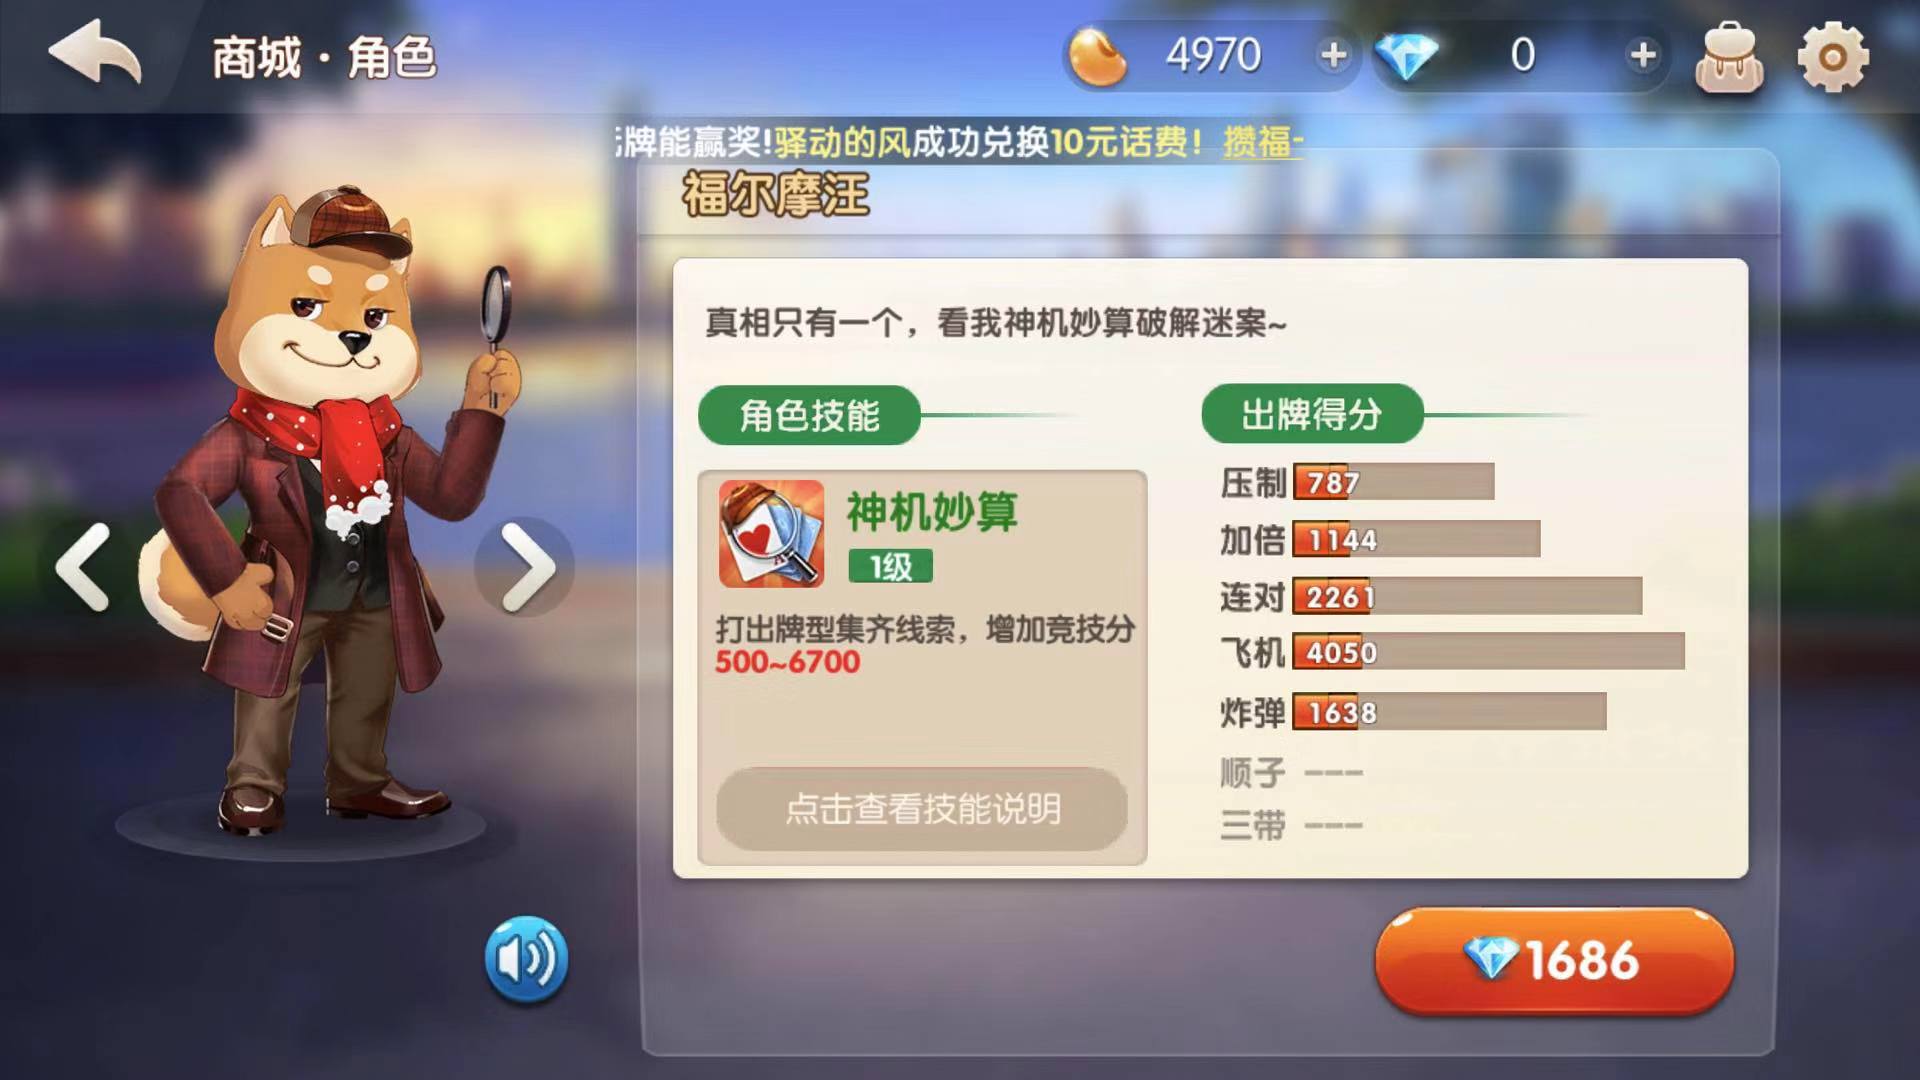 商城·角色
4970
0
牌能赢奖!驿动的风成功兑换10元话费! 攒福-
福尔摩汪
真相只有一个，看我神机妙算破解迷案~
角色技能
神机妙算
1级
打出牌型集齐线索，增加竞技分
500~6700
点击查看技能说明
出牌得分
压制 787
加倍 1144
连对 2261
飞机 4050
炸弹 1638
顺子 ---
三带 ---
1686